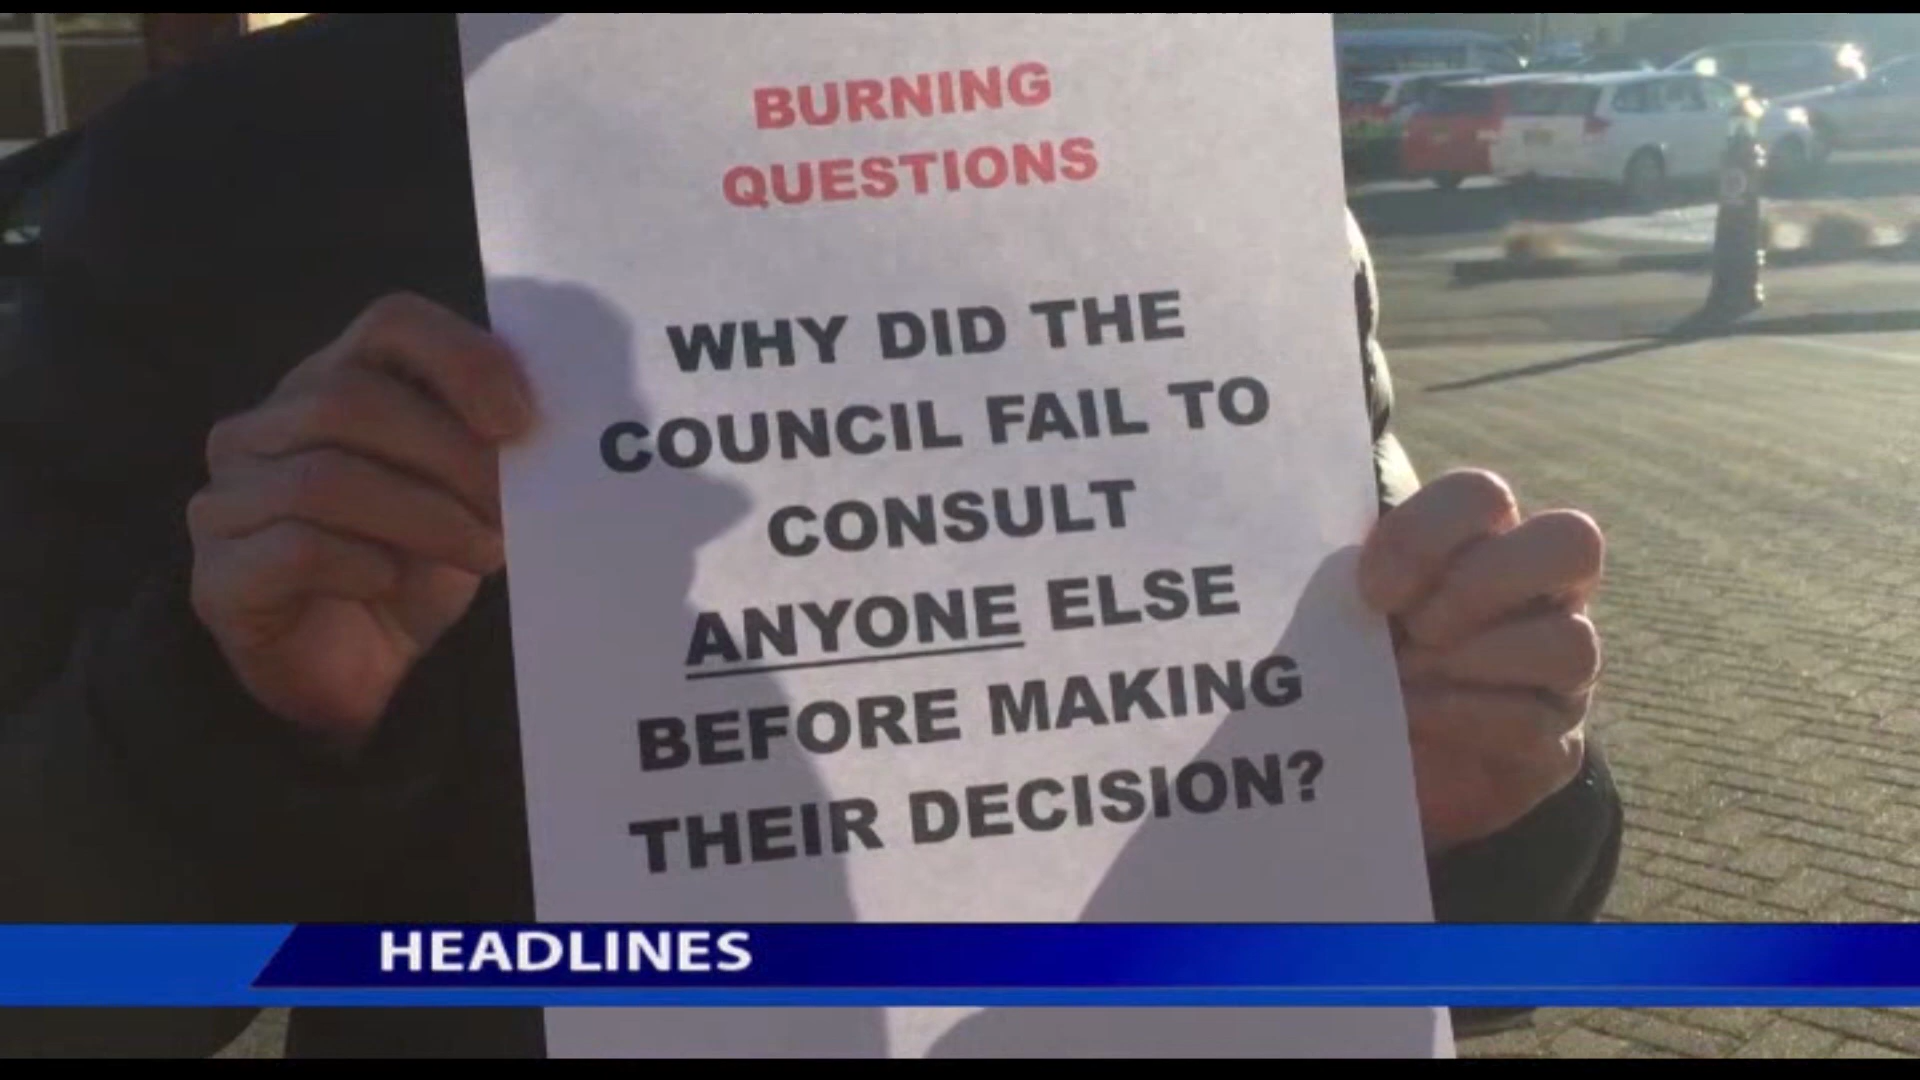 BURNING
QUESTIONS
WHY DID THE
COUNCIL FAIL TO
CONSULT
ANYONE ELSE
BEFORE MAKING
THEIR DECISION?
HEADLINES